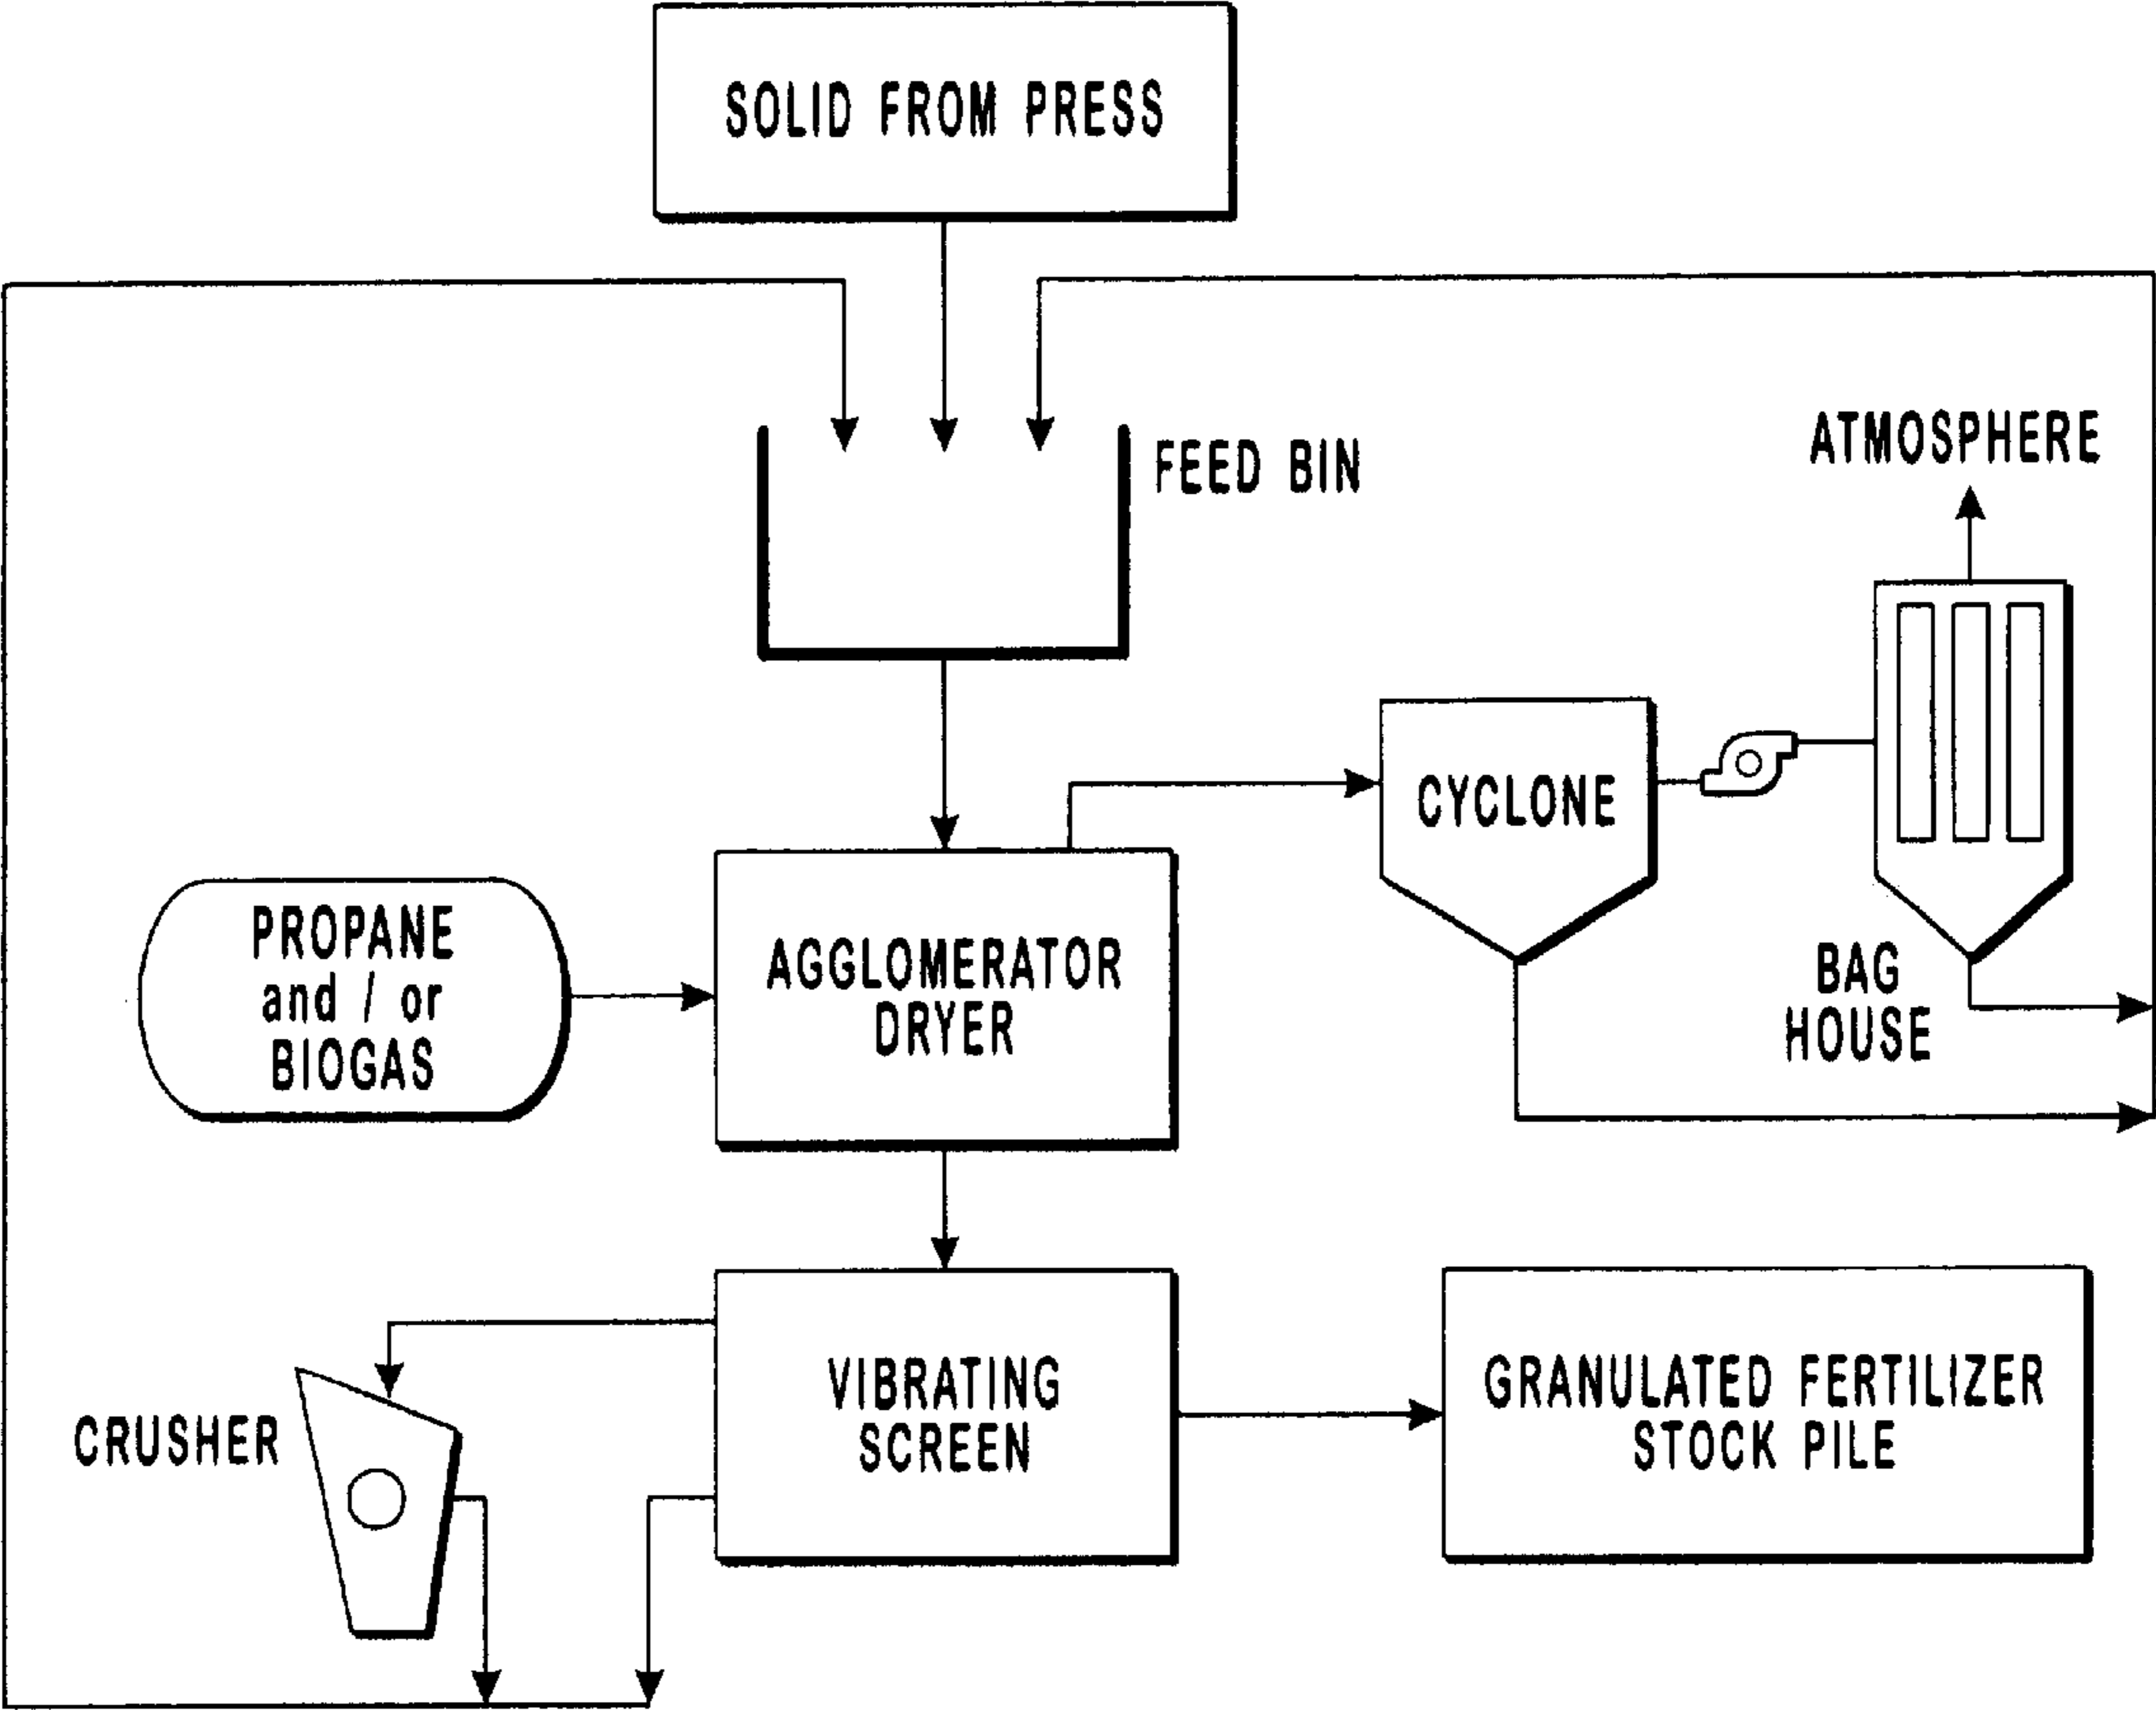 SOLID FROM PRESS
FEED BIN
ATMOSPHERE
CYCLONE
PROPANE
and / or
BIOGAS
AGGLOMERATOR
DRYER
BAG
HOUSE
VIBRATING
SCREEN
GRANULATED FERTILIZER
STOCK PILE
CRUSHER